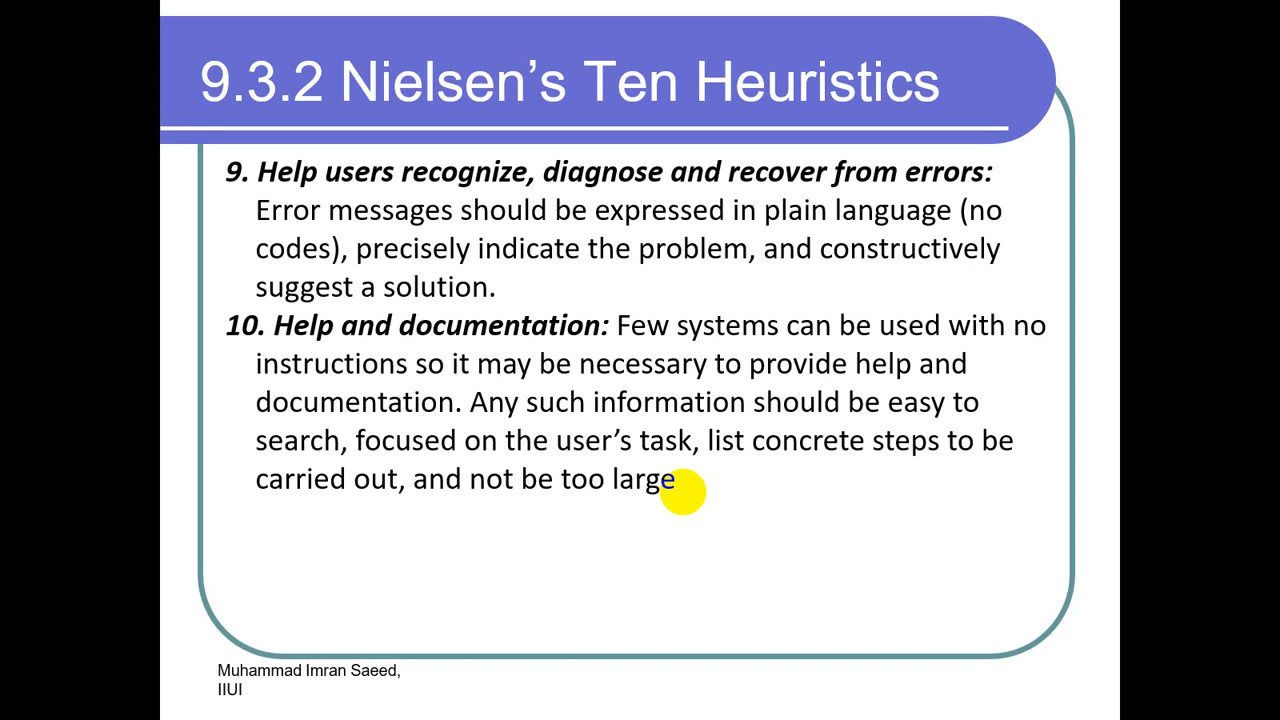 9.3.2 Nielsen’s Ten Heuristics
9. Help users recognize, diagnose and recover from errors:
Error messages should be expressed in plain language (no
codes), precisely indicate the problem, and constructively
suggest a solution.
10. Help and documentation: Few systems can be used with no
instructions so it may be necessary to provide help and
documentation. Any such information should be easy to
search, focused on the user’s task, list concrete steps to be
carried out, and not be too large
Muhammad Imran Saeed,
IIUI